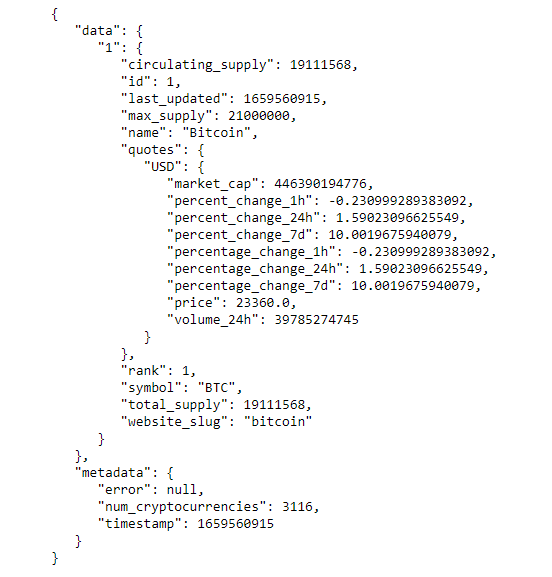 {
"data": {
"1": {
"circulating_supply": 19111568,
"id": 1,
"last_updated": 1659560915,
"max_supply": 21000000,
"name": "Bitcoin",
"quotes": {
"USD": {
"market_cap": 446390194776,
"percent_change_1h": -0.230999289383092,
"percent_change_24h": 1.59023096625549,
"percent_change_7d": 10.0019675940079,
"percentage_change_1h": -0.230999289383092,
"percentage_change_24h": 1.59023096625549,
"percentage_change_7d": 10.0019675940079,
"price": 23360.0,
"volume_24h": 39785274745
}
},
"rank": 1,
"symbol": "BTC",
"total_supply": 19111568,
"website_slug": "bitcoin"
}
},
"metadata": {
"error": null,
"num_cryptocurrencies": 3116,
"timestamp": 1659560915
}
}